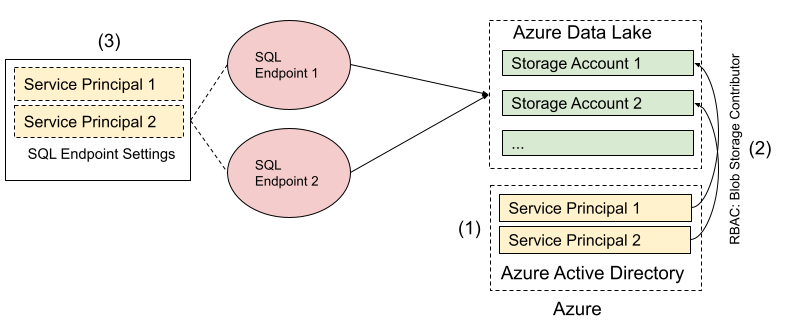 (3)
Service Principal 1
Service Principal 2
SQL Endpoint Settings
SQL
Endpoint 1
SQL
Endpoint 2
Azure Data Lake
Storage Account 1
Storage Account 2
...
(1)
Service Principal 1
Service Principal 2
Azure Active Directory
Azure
RBAC: Blob Storage Contributor
(2)